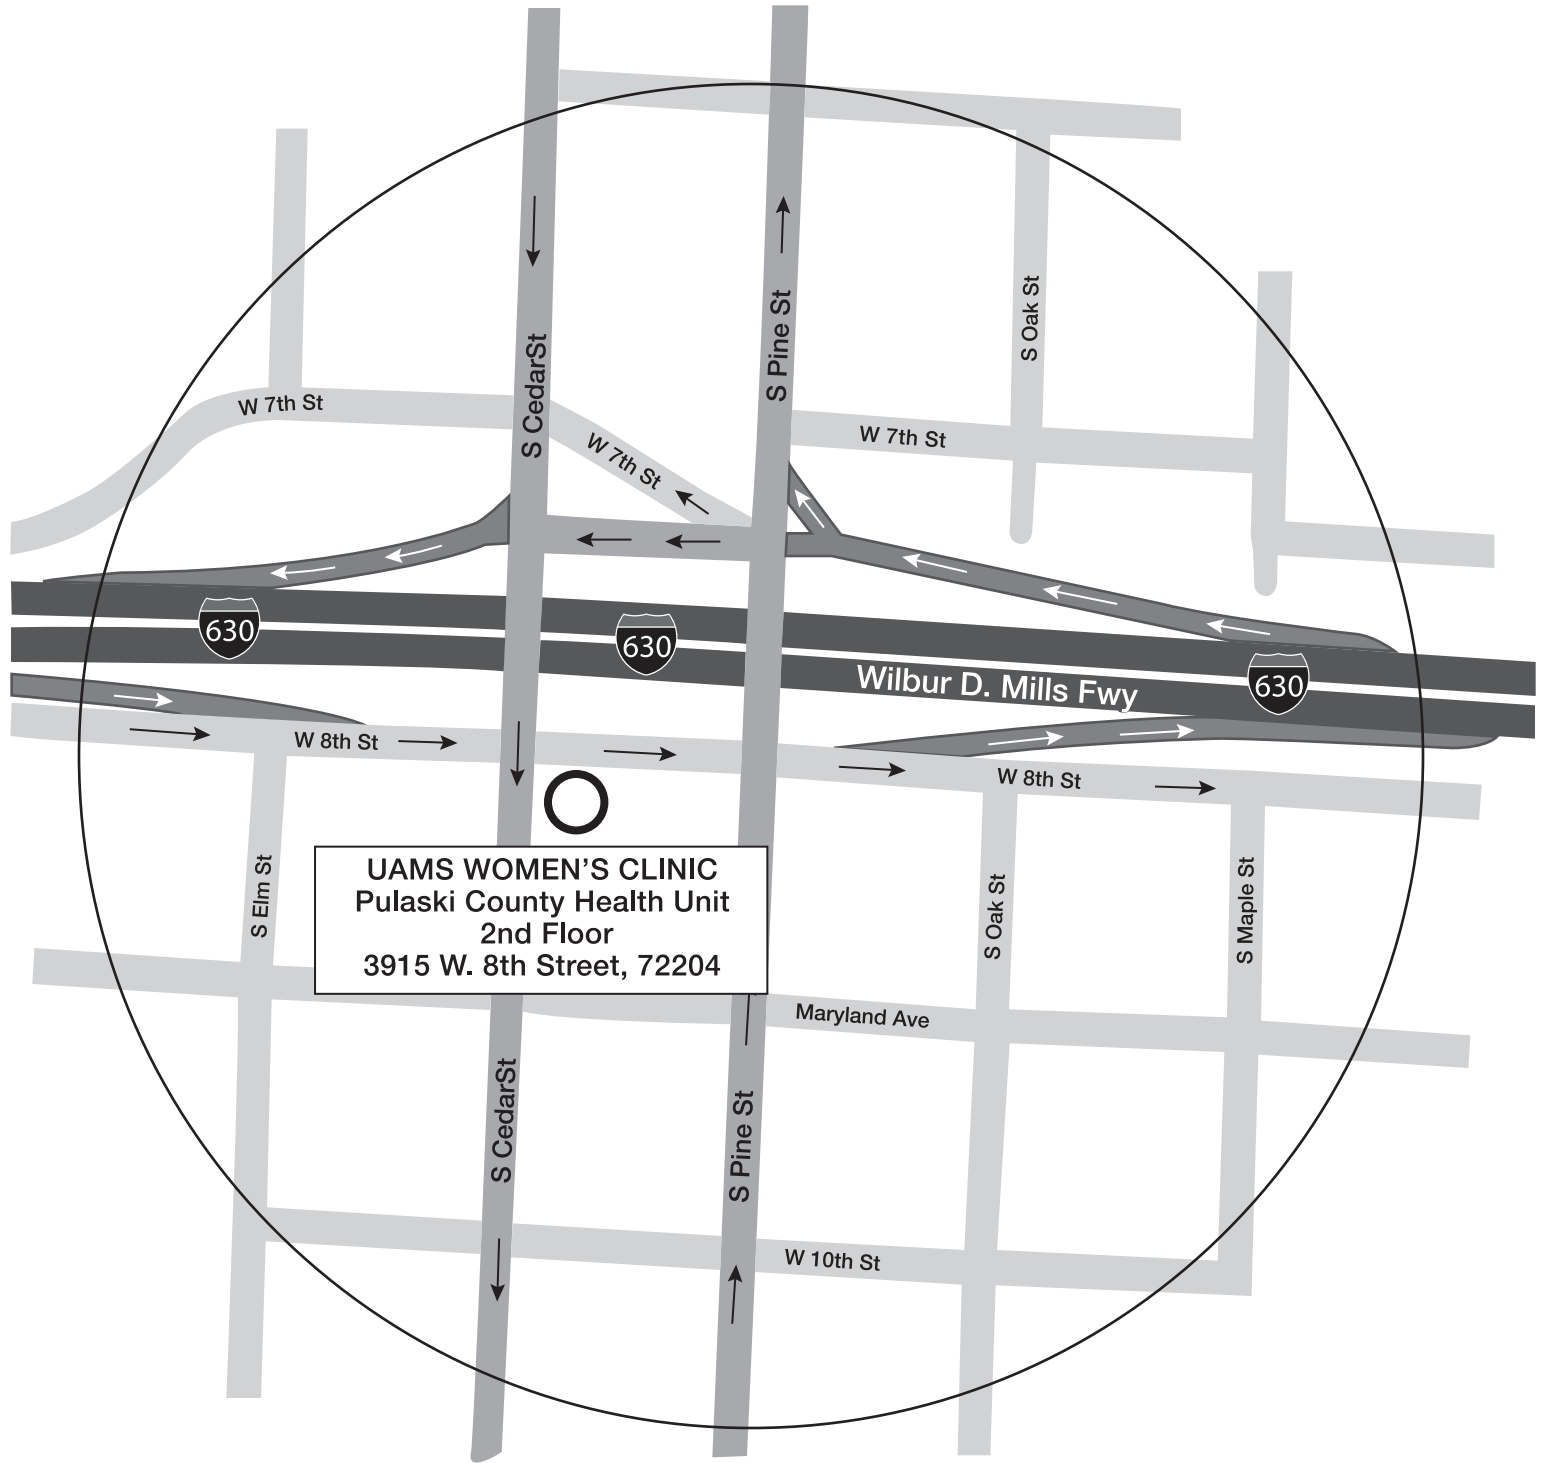 S Oak St
S Pine St
S CedarSt
W 7th St
W 7th St
W 7th St
630
630
Wilbur D. Mills Fwy
630
W 8th St
W 8th St
UAMS WOMEN'S CLINIC
Pulaski County Health Unit
2nd Floor
3915 W. 8th Street, 72204
S Elm St
S Oak St
S Maple St
Maryland Ave
S CedarSt
S Pine St
W 10th St